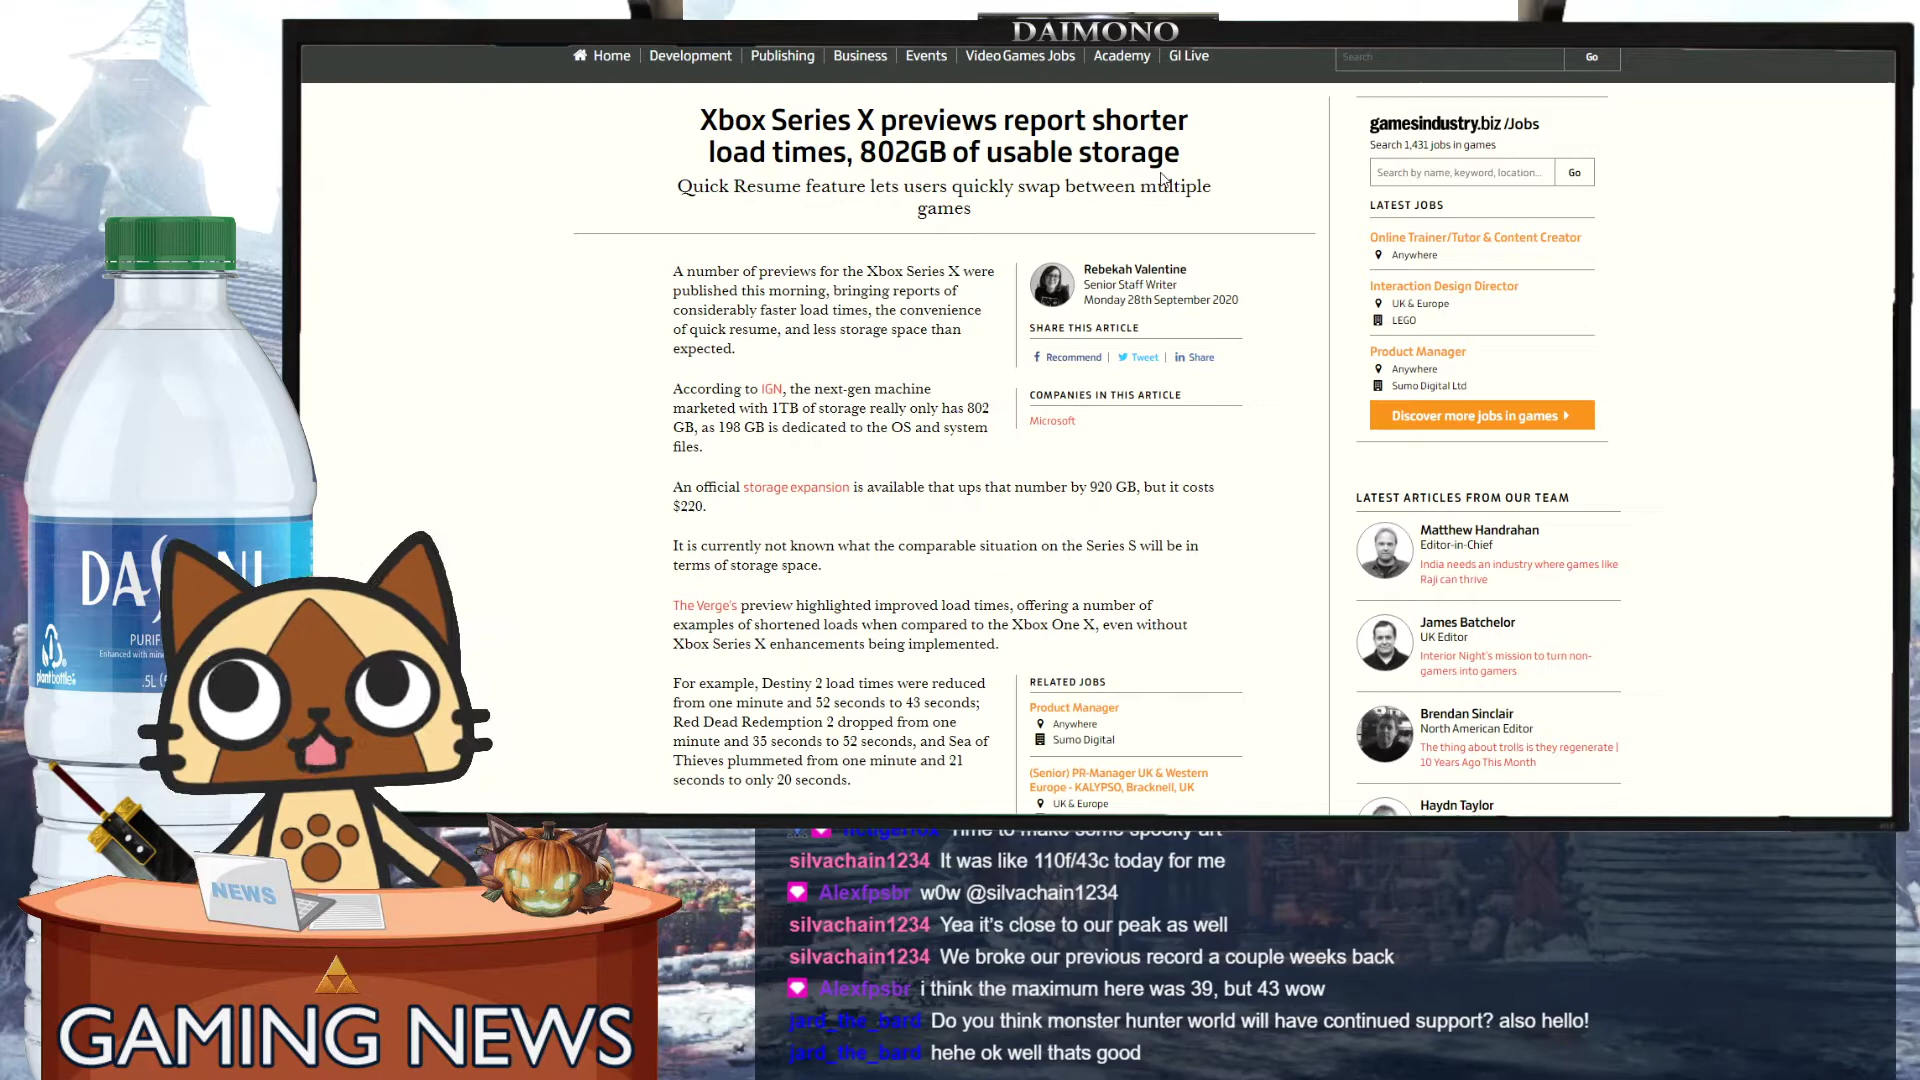 DAIMONO
Home Development Publishing Business Events Video Games Jobs Academy GI Live
Search Go
Xbox Series X previews report shorter
load times, 802GB of usable storage
Quick Resume feature lets users quickly swap between multiple
games
A number of previews for the Xbox Series X were
published this morning, bringing reports of
considerably faster load times, the convenience
of quick resume, and less storage space than
expected.
According to IGN, the next-gen machine
marketed with 1TB of storage really only has 802
GB, as 198 GB is dedicated to the OS and system
files.
An official storage expansion is available that ups that number by 920 GB, but it costs
$220.
It is currently not known what the comparable situation on the Series S will be in
terms of storage space.
The Verge's preview highlighted improved load times, offering a number of
examples of shortened loads when compared to the Xbox One X, even without
Xbox Series X enhancements being implemented.
For example, Destiny 2 load times were reduced
from one minute and 52 seconds to 43 seconds;
Red Dead Redemption 2 dropped from one
minute and 35 seconds to 52 seconds, and Sea of
Thieves plummeted from one minute and 21
seconds to only 20 seconds.
Rebekah Valentine
Senior Staff Writer
Monday 28th September 2020
SHARE THIS ARTICLE
Recommend Tweet Share
COMPANIES IN THIS ARTICLE
Microsoft
RELATED JOBS
Product Manager
Anywhere
Sumo Digital
(Senior) PR-Manager UK & Western
Europe - KALYPSO, Bracknell, UK
UK & Europe
gamesindustry.biz /Jobs
Search 1,431 jobs in games
Search by name, keyword, location... Go
LATEST JOBS
Online Trainer/Tutor & Content Creator
Anywhere
Interaction Design Director
UK & Europe
LEGO
Product Manager
Anywhere
Sumo Digital Ltd
Discover more jobs in games
LATEST ARTICLES FROM OUR TEAM
Matthew Handrahan
Editor-in-Chief
India needs an industry where games like
Raji can thrive
James Batchelor
UK Editor
Interior Night's mission to turn non-
gamers into gamers
Brendan Sinclair
North American Editor
The thing about trolls is they regenerate |
10 Years Ago This Month
Haydn Taylor
plantbottle
.5L
NEWS
GAMING NEWS
Time to make some spooky art
silvachain1234 It was like 110f/43c today for me
Alexfpsbr w0w @silvachain1234
silvachain1234 Yea it's close to our peak as well
silvachain1234 We broke our previous record a couple weeks back
Alexfpsbr i think the maximum here was 39, but 43 wow
jard_the_bard Do you think monster hunter world will have continued support? also hello!
jard_the_bard hehe ok well thats good